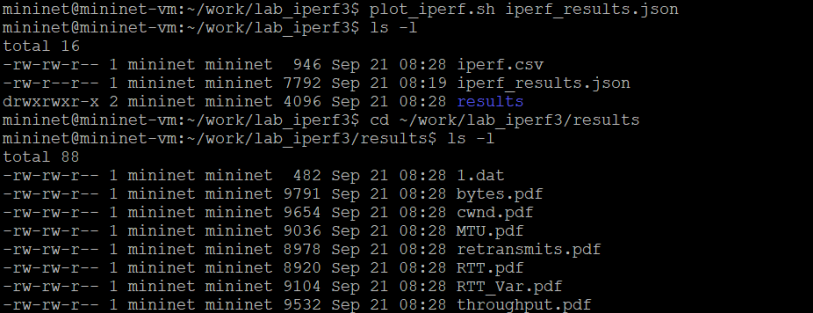 mininet@mininet-vm:~/work/lab_iperf3$ plot_iperf.sh iperf_results.json
mininet@mininet-vm:~/work/lab_iperf3$ ls -l
total 16
-rw-rw-r-- 1 mininet mininet  946 Sep 21 08:28 iperf.csv
-rw-r--r-- 1 mininet mininet 7792 Sep 21 08:19 iperf_results.json
drwxrwxr-x 2 mininet mininet 4096 Sep 21 08:28 results
mininet@mininet-vm:~/work/lab_iperf3$ cd ~/work/lab_iperf3/results
mininet@mininet-vm:~/work/lab_iperf3/results$ ls -l
total 88
-rw-rw-r-- 1 mininet mininet  482 Sep 21 08:28 1.dat
-rw-rw-r-- 1 mininet mininet 9791 Sep 21 08:28 bytes.pdf
-rw-rw-r-- 1 mininet mininet 9654 Sep 21 08:28 cwnd.pdf
-rw-rw-r-- 1 mininet mininet 9036 Sep 21 08:28 MTU.pdf
-rw-rw-r-- 1 mininet mininet 8978 Sep 21 08:28 retransmits.pdf
-rw-rw-r-- 1 mininet mininet 8920 Sep 21 08:28 RTT.pdf
-rw-rw-r-- 1 mininet mininet 9104 Sep 21 08:28 RTT_Var.pdf
-rw-rw-r-- 1 mininet mininet 9532 Sep 21 08:28 throughput.pdf